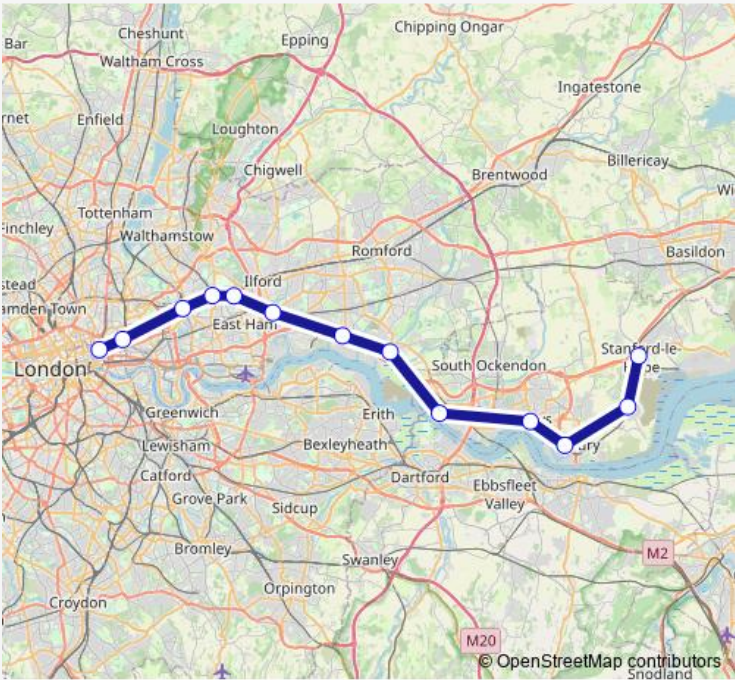 Cheshunt
Chipping Ongar
Epping
Bar
Waltham Cross
Ingatestone
rnet
Enfield
Loughton
Billericay
Chigwell
Brentwood
Wi
Tottenham
Finchley
Walthamstow
Romford
Basildon
stead
Ilford
amden Town
East Ham
Stanford-le
London
South Ockendon
Greenwich
Erith
ury
Lewisham
Bexleyheath
Catford
Dartford
Ebbsfleet
Valley
Grove Park
Sidcup
Bromley
M2
Swanley
Orpington
Croydon
M20
© OpenStreetMap contributors
Snodland